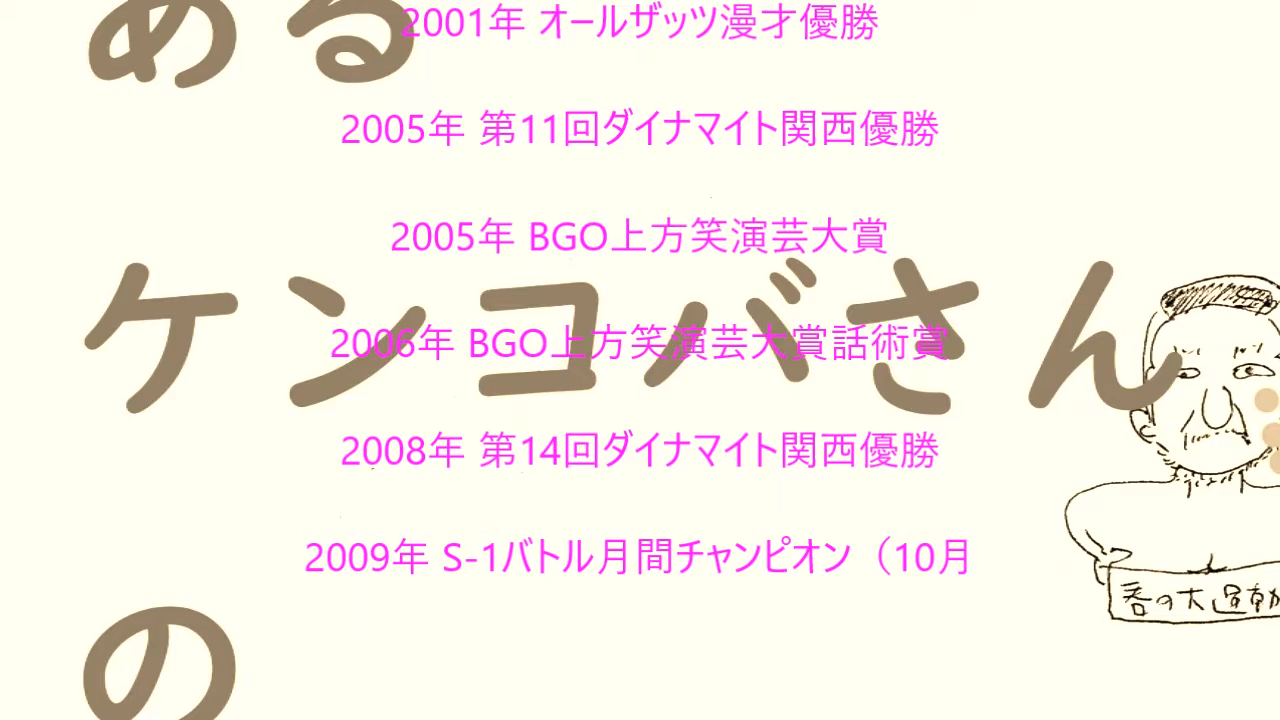 ある
2001年 オールザッツ漫才優勝
2005年 第11回ダイナマイト関西優勝
2005年 BGO上方笑演芸大賞
ケンコバさん
2006年 BGO上方笑演芸大賞話術賞
2008年 第14回ダイナマイト関西優勝
2009年 S-1バトル月間チャンピオン（10月
春の大運動
の